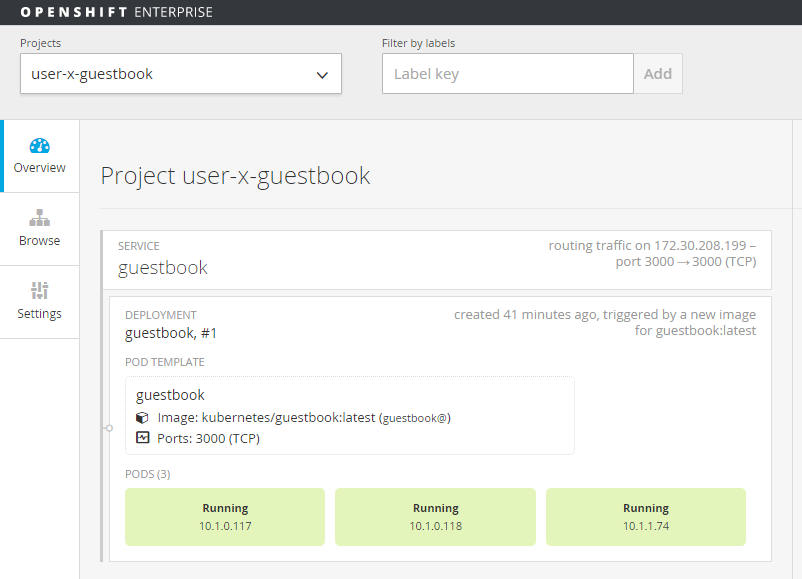 OPENSHIFT ENTERPRISE
Projects
user-x-guestbook
Filter by labels
Label key
Add
Overview
Browse
Settings
Project user-x-guestbook
SERVICE
guestbook
routing traffic on 172.30.208.199 –
port 3000 → 3000 (TCP)
DEPLOYMENT
guestbook, #1
created 41 minutes ago, triggered by a new image
for guestbook:latest
POD TEMPLATE
guestbook
Image: kubernetes/guestbook:latest (guestbook@)
Ports: 3000 (TCP)
PODS (3)
Running
10.1.0.117
Running
10.1.0.118
Running
10.1.1.74